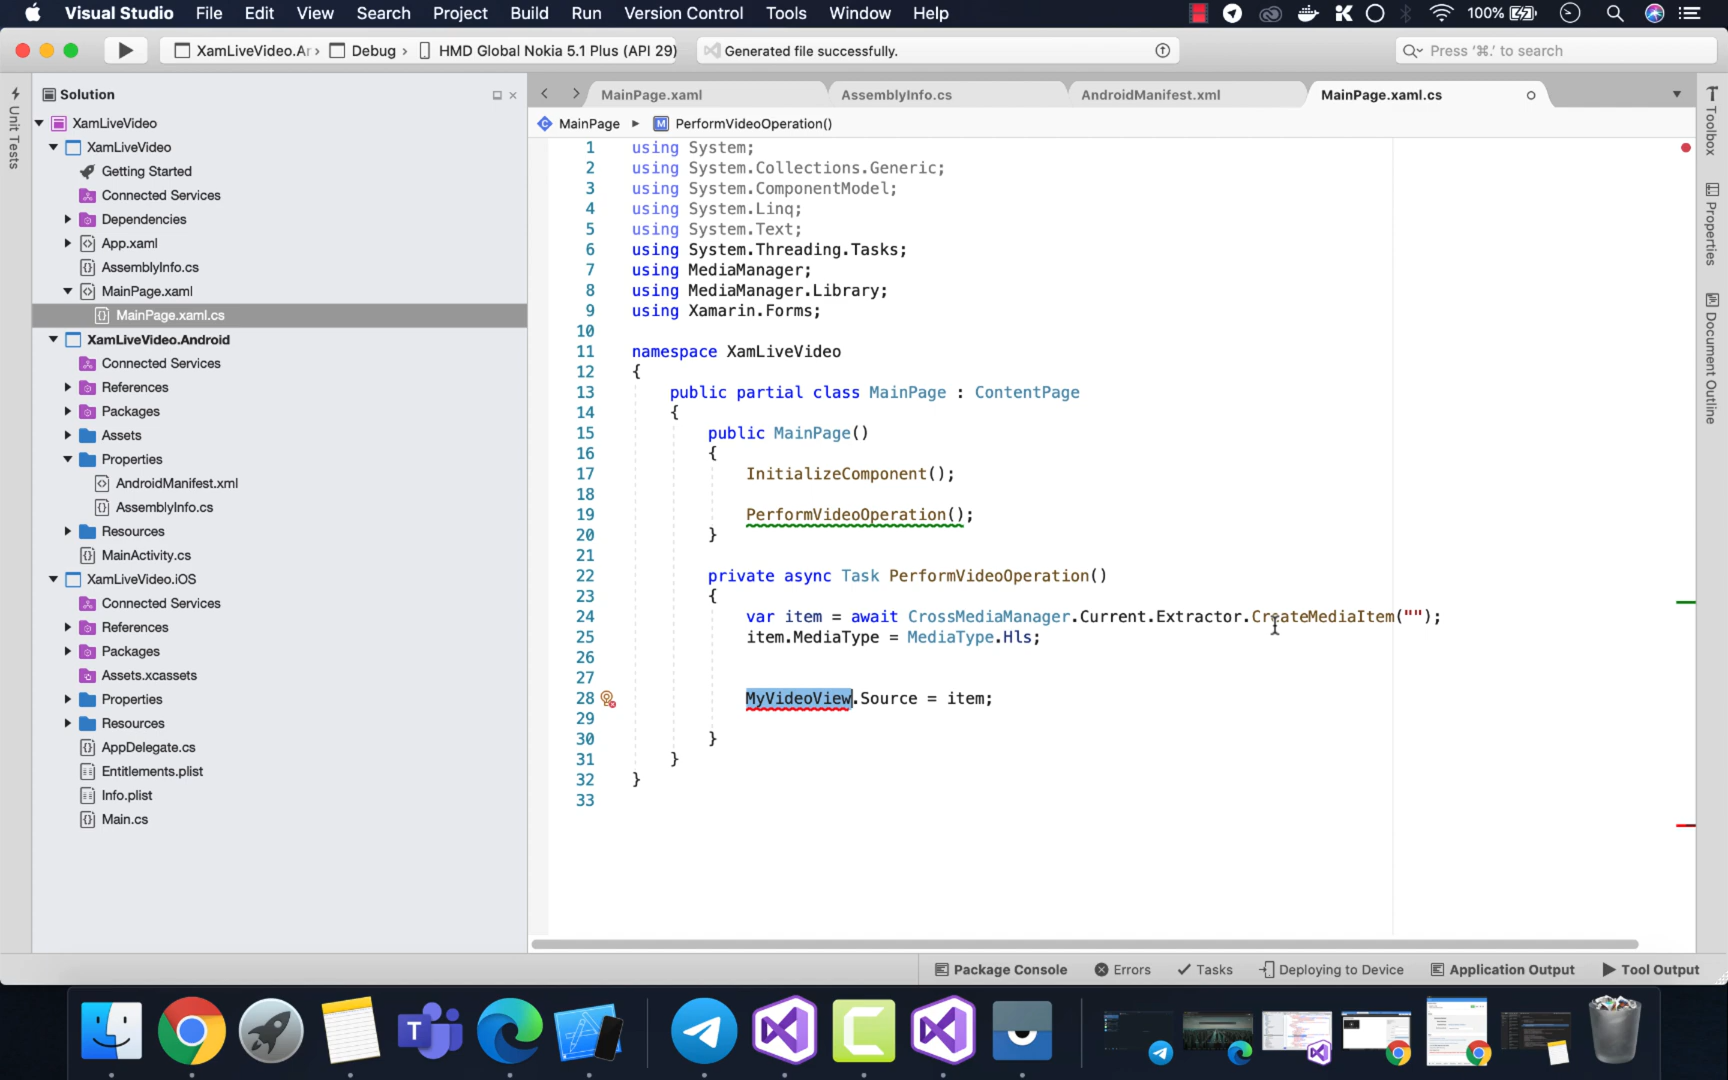 Visual Studio File Edit View Search Project Build Run Version Control Tools Window Help 100%
XamLiveVideo.Ar › Debug › HMD Global Nokia 5.1 Plus (API 29) Generated file successfully. Press '⌘.' to search
Solution
MainPage.xaml AssemblyInfo.cs AndroidManifest.xml MainPage.xaml.cs
Unit Tests
Toolbox
Properties
Document Outline
XamLiveVideo
XamLiveVideo
Getting Started
Connected Services
Dependencies
App.xaml
AssemblyInfo.cs
MainPage.xaml
MainPage.xaml.cs
XamLiveVideo.Android
Connected Services
References
Packages
Assets
Properties
AndroidManifest.xml
AssemblyInfo.cs
Resources
MainActivity.cs
XamLiveVideo.iOS
Connected Services
References
Packages
Assets.xcassets
Properties
Resources
AppDelegate.cs
Entitlements.plist
Info.plist
Main.cs
MainPage ▸ M PerformVideoOperation()
1 using System;
2 using System.Collections.Generic;
3 using System.ComponentModel;
4 using System.Linq;
5 using System.Text;
6 using System.Threading.Tasks;
7 using MediaManager;
8 using MediaManager.Library;
9 using Xamarin.Forms;
10
11 namespace XamLiveVideo
12 {
13 public partial class MainPage : ContentPage
14 {
15 public MainPage()
16 {
17 InitializeComponent();
18
19 PerformVideoOperation();
20 }
21
22 private async Task PerformVideoOperation()
23 {
24 var item = await CrossMediaManager.Current.Extractor.CreateMediaItem("");
25 item.MediaType = MediaType.Hls;
26
27
28 MyVideoView.Source = item;
29
30 }
31 }
32 }
33
Package Console Errors Tasks Deploying to Device Application Output Tool Output